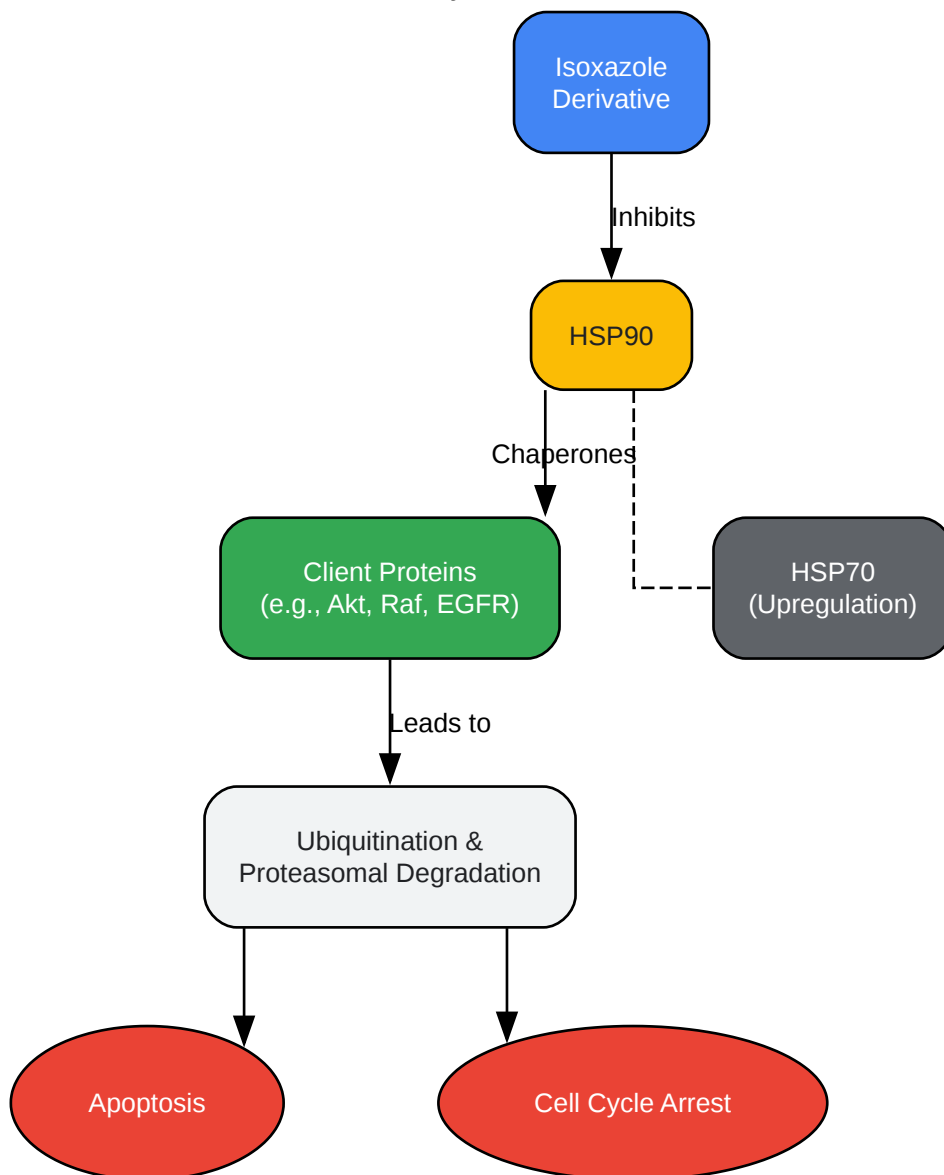 Isoxazole
Derivative
Inhibits
HSP90
Chaperones
Client Proteins
(e.g., Akt, Raf, EGFR)
HSP70
(Upregulation)
Leads to
Ubiquitination &
Proteasomal Degradation
Apoptosis
Cell Cycle Arrest